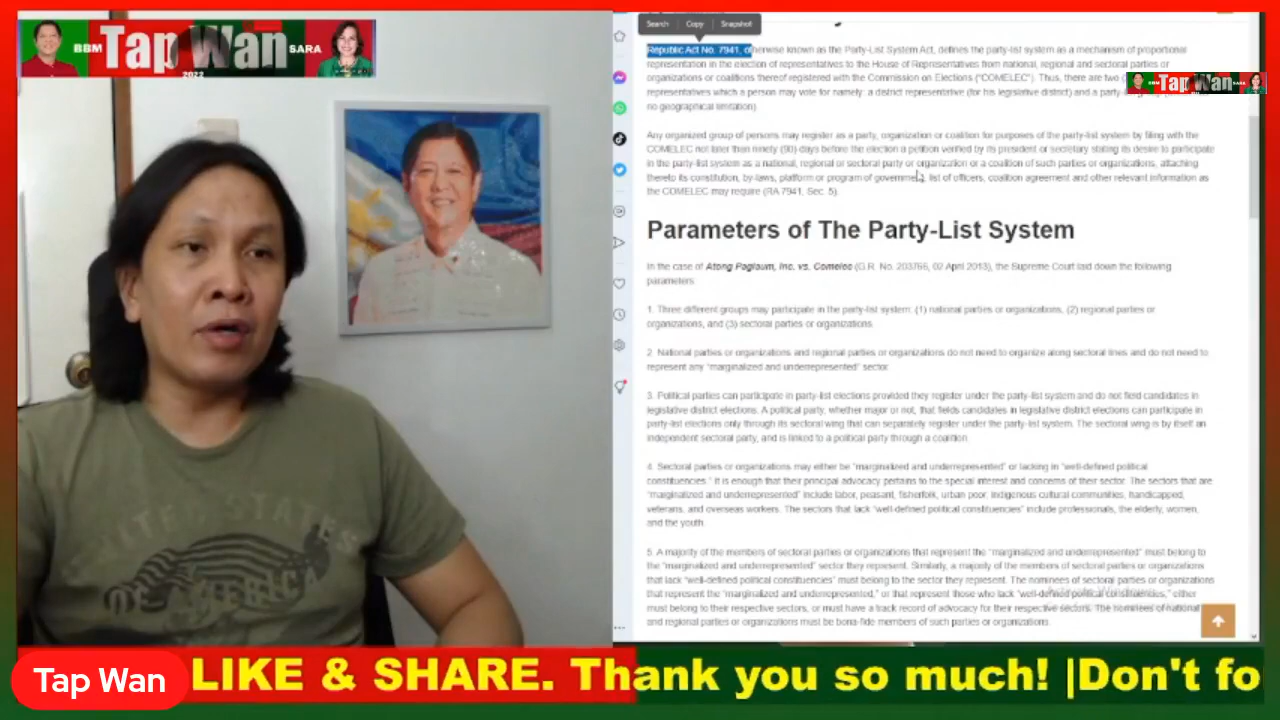 BBM Tap Wan SARA
2022
Search Copy Snapshot
Republic Act No. 7941, otherwise known as the Party-List System Act, defines the party-list system as a mechanism of proportional
representation in the election of representatives to the House of Representatives from national, regional and sectoral parties or
organizations or coalitions thereof registered with the Commission on Elections ("COMELEC"). Thus, there are two
representatives which a person may vote for namely: a district representative (for his legislative district) and a
no geographical limitation).
BBM Tap Wan SARA
Any organized group of persons may register as a party, organization or coalition for purposes of the party-list system by filing with the
COMELEC not later than ninety (90) days before the election a petition verified by its president or secretary stating its desire to participate
in the party-list system as a national, regional or sectoral party or organization or a coalition of such parties or organizations, attaching
thereto its constitution, by-laws, platform or program of government, list of officers, coalition agreement and other relevant information as
the COMELEC may require (RA 7941, Sec. 5).
Parameters of The Party-List System
In the case of Atong Paglaum, Inc. vs. Comelec (G.R. No. 203766, 02 April 2013), the Supreme Court laid down the following
parameters:
1. Three different groups may participate in the party-list system: (1) national parties or organizations, (2) regional parties or
organizations, and (3) sectoral parties or organizations.
2. National parties or organizations and regional parties or organizations do not need to organize along sectoral lines and do not need to
represent any "marginalized and underrepresented" sector.
3. Political parties can participate in party-list elections provided they register under the party-list system and do not field candidates in
legislative district elections. A political party, whether major or not, that fields candidates in legislative district elections can participate in
party-list elections only through its sectoral wing that can separately register under the party-list system. The sectoral wing is by itself an
independent sectoral party, and is linked to a political party through a coalition.
4. Sectoral parties or organizations may either be "marginalized and underrepresented" or lacking in "well-defined political
constituencies." It is enough that their principal advocacy pertains to the special interest and concerns of their sector. The sectors that are
"marginalized and underrepresented" include labor, peasant, fisherfolk, urban poor, indigenous cultural communities, handicapped,
veterans, and overseas workers. The sectors that lack "well-defined political constituencies" include professionals, the elderly, women,
and the youth.
5. A majority of the members of sectoral parties or organizations that represent the "marginalized and underrepresented" must belong to
the "marginalized and underrepresented" sector they represent. Similarly, a majority of the members of sectoral parties or organizations
that lack "well-defined political constituencies" must belong to the sector they represent. The nominees of sectoral parties or organizations
that represent the "marginalized and underrepresented," or that represent those who lack "well-defined political constituencies," either
must belong to their respective sectors, or must have a track record of advocacy for their respective sectors. The nominees of national
and regional parties or organizations must be bona-fide members of such parties or organizations.
UNITED STATES
OF AMERICA
Tap Wan
LIKE & SHARE. Thank you so much! |Don't fo